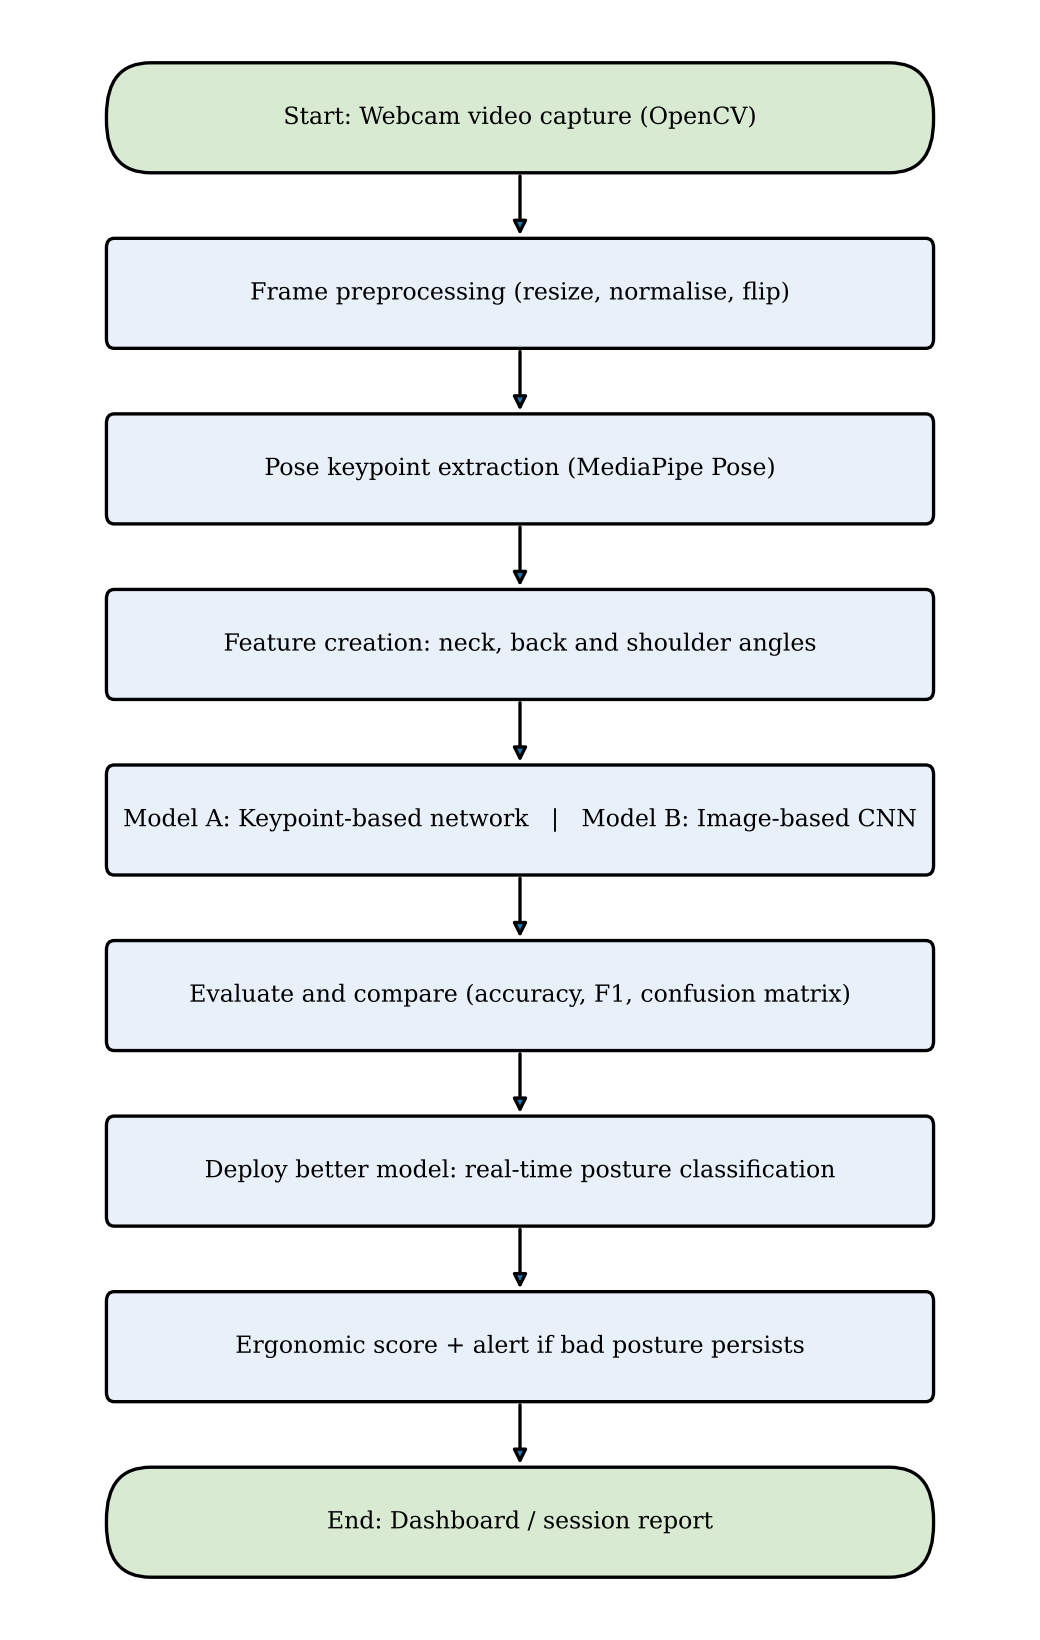 Start: Webcam video capture (OpenCV)
Frame preprocessing (resize, normalise, flip)
Pose keypoint extraction (MediaPipe Pose)
Feature creation: neck, back and shoulder angles
Model A: Keypoint-based network | Model B: Image-based CNN
Evaluate and compare (accuracy, F1, confusion matrix)
Deploy better model: real-time posture classification
Ergonomic score + alert if bad posture persists
End: Dashboard / session report